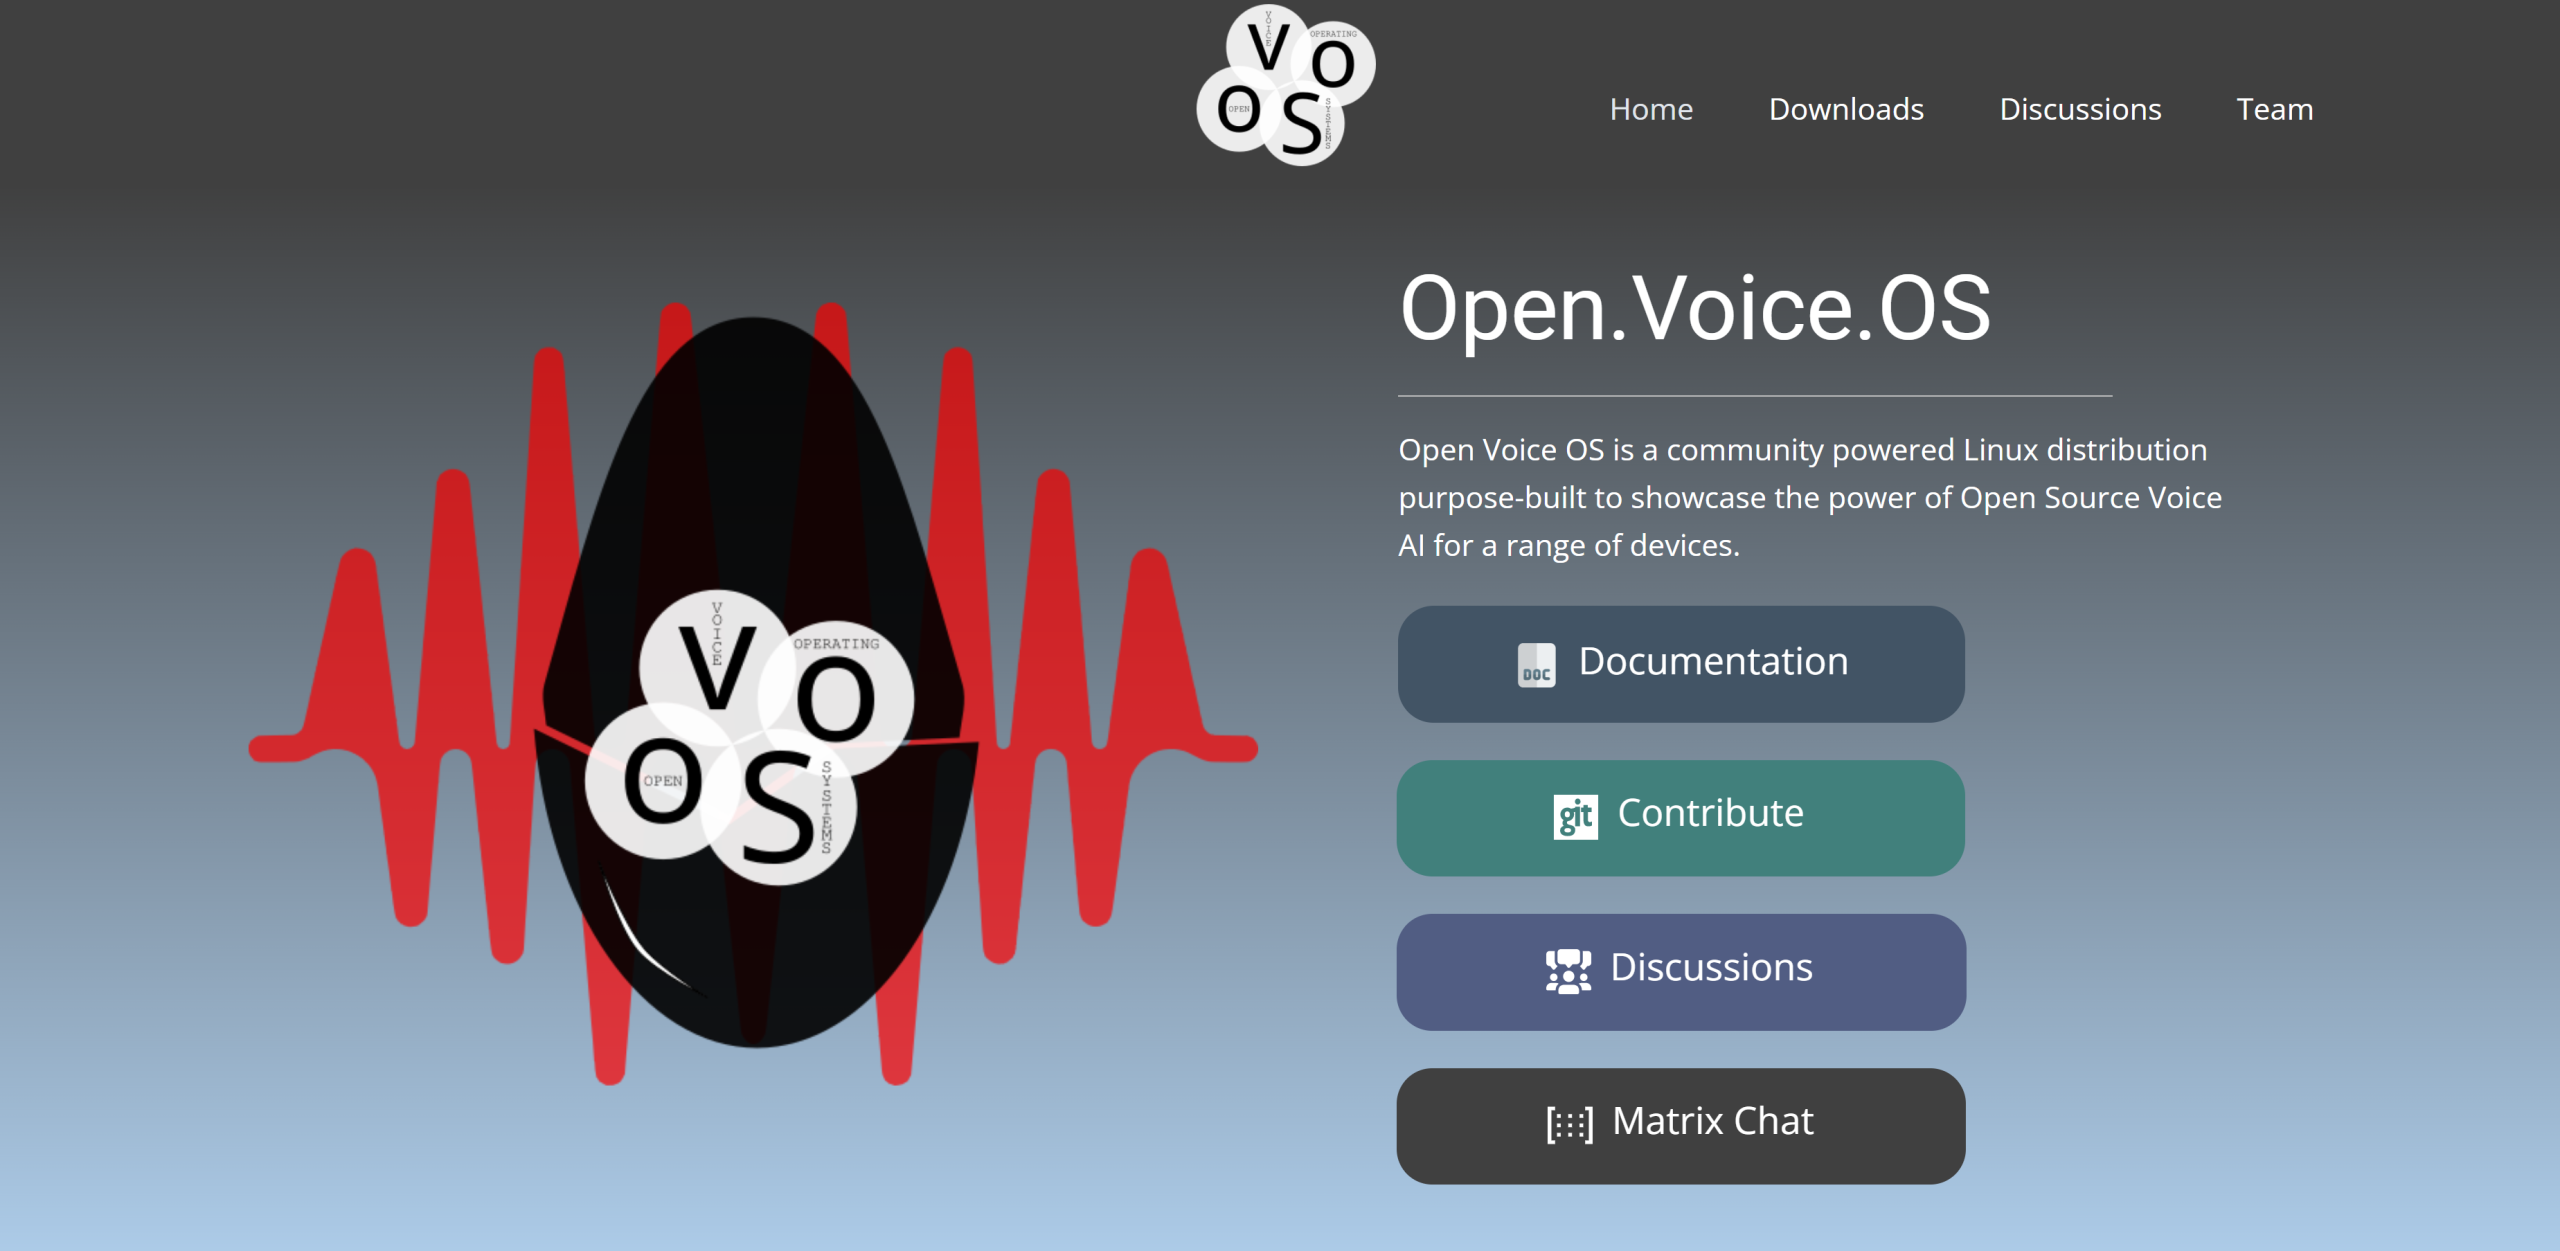 VOICE
V
OPERATING
O
OPEN
O
SYSTEMS
S
Home
Downloads
Discussions
Team
Open.Voice.OS
Open Voice OS is a community powered Linux distribution
purpose-built to showcase the power of Open Source Voice
AI for a range of devices.
VOICE
V
OPERATING
O
OPEN
O
SYSTEMS
S
DOC Documentation
git Contribute
Discussions
[:::] Matrix Chat